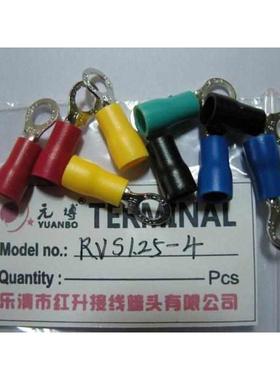 元博 TERMINAL
YUANBO
Model No. RVS1.25-4
Quantity: Pcs
乐清市红升接线端头有限公司